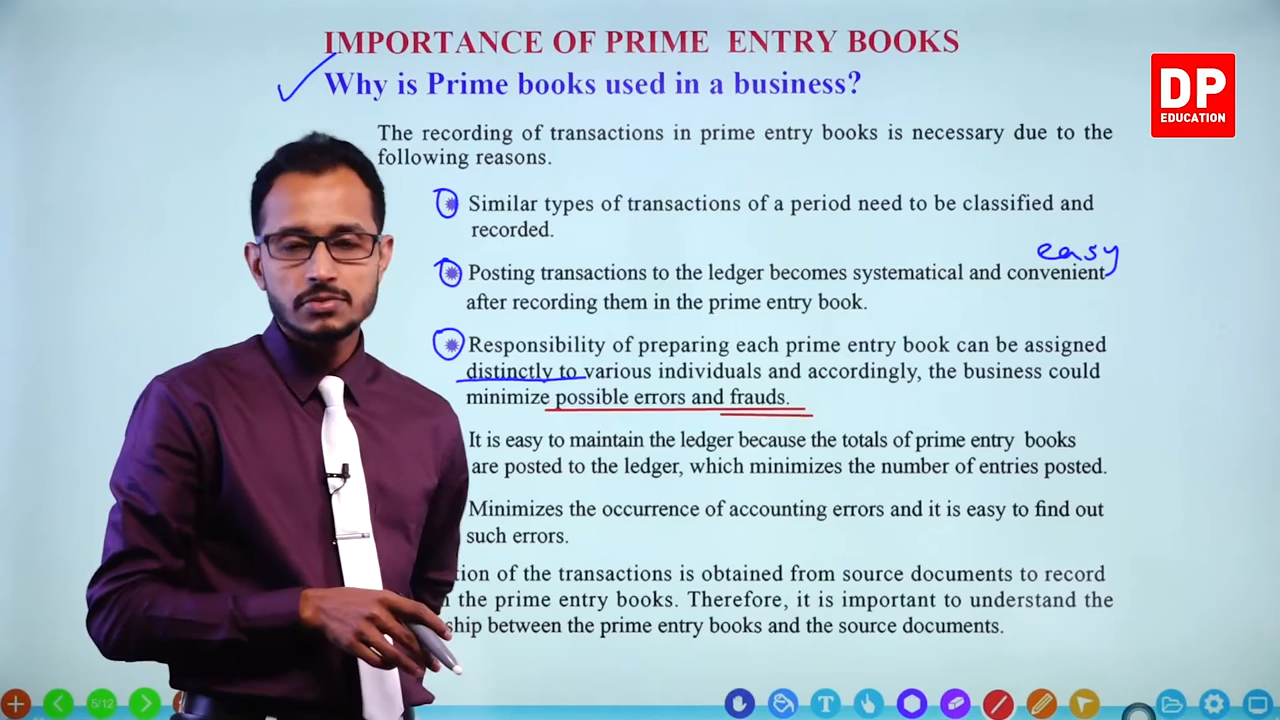 IMPORTANCE OF PRIME ENTRY BOOKS
Why is Prime books used in a business?
DP
EDUCATION
The recording of transactions in prime entry books is necessary due to the
following reasons.
Similar types of transactions of a period need to be classified and
recorded.
easy
Posting transactions to the ledger becomes systematical and convenient
after recording them in the prime entry book.
Responsibility of preparing each prime entry book can be assigned
distinctly to various individuals and accordingly, the business could
minimize possible errors and frauds.
It is easy to maintain the ledger because the totals of prime entry books
are posted to the ledger, which minimizes the number of entries posted.
Minimizes the occurrence of accounting errors and it is easy to find out
such errors.
tion of the transactions is obtained from source documents to record
the prime entry books. Therefore, it is important to understand the
ship between the prime entry books and the source documents.
5/12
T